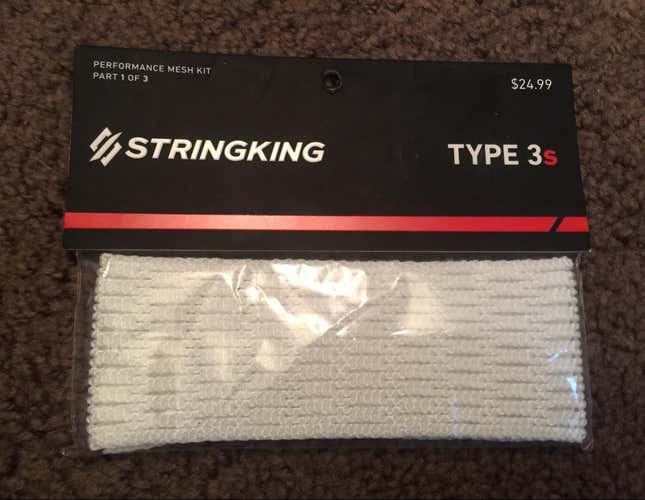 PERFORMANCE MESH KIT
PART 1 OF 3
$24.99
STRINGKING
TYPE 3s